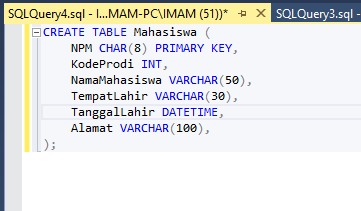 SQLQuery4.sql - I...MAM-PC\IMAM (51))* SQLQuery3.sql
CREATE TABLE Mahasiswa (
NPM CHAR(8) PRIMARY KEY,
KodeProdi INT,
NamaMahasiswa VARCHAR(50),
TempatLahir VARCHAR(30),
TanggalLahir DATETIME,
Alamat VARCHAR(100),
);